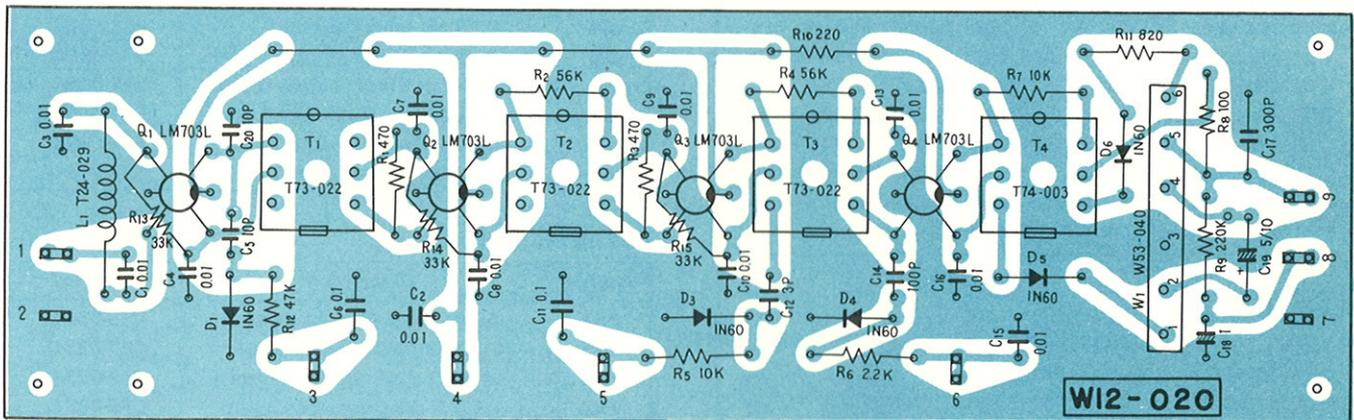 R10 220
R11 820
R2 56K
R4 56K
R7 10K
C3 0.01
Q1 LM703L
C20 10P
T1
T73-022
R1 470
C7 0.01
Q2 LM703L
T2
T73-022
R3 470
C9 0.01
Q3 LM703L
T3
T73-022
C13 0.01
Q4 LM703L
T4
T74-003
D6 IN60
6
5
4
3
2
1
W1 W53-040
R8 100
C17 300P
L1 T24-029
R13 33K
C5 10P
R14 33K
R15 33K
R9 220K
C19 5/10
+
9
8
7
1
2
C1 0.01
C4 0.01
D1 IN60
R12 47K
C6 0.1
C2 0.01
C8 0.01
C11 0.1
D3 IN60
C10 0.01
C12 3P
D4 IN60
C14 100P
C16 0.01
D5 IN60
C15 0.01
C18 1
R5 10K
R6 2.2K
3
4
5
6
W12-020